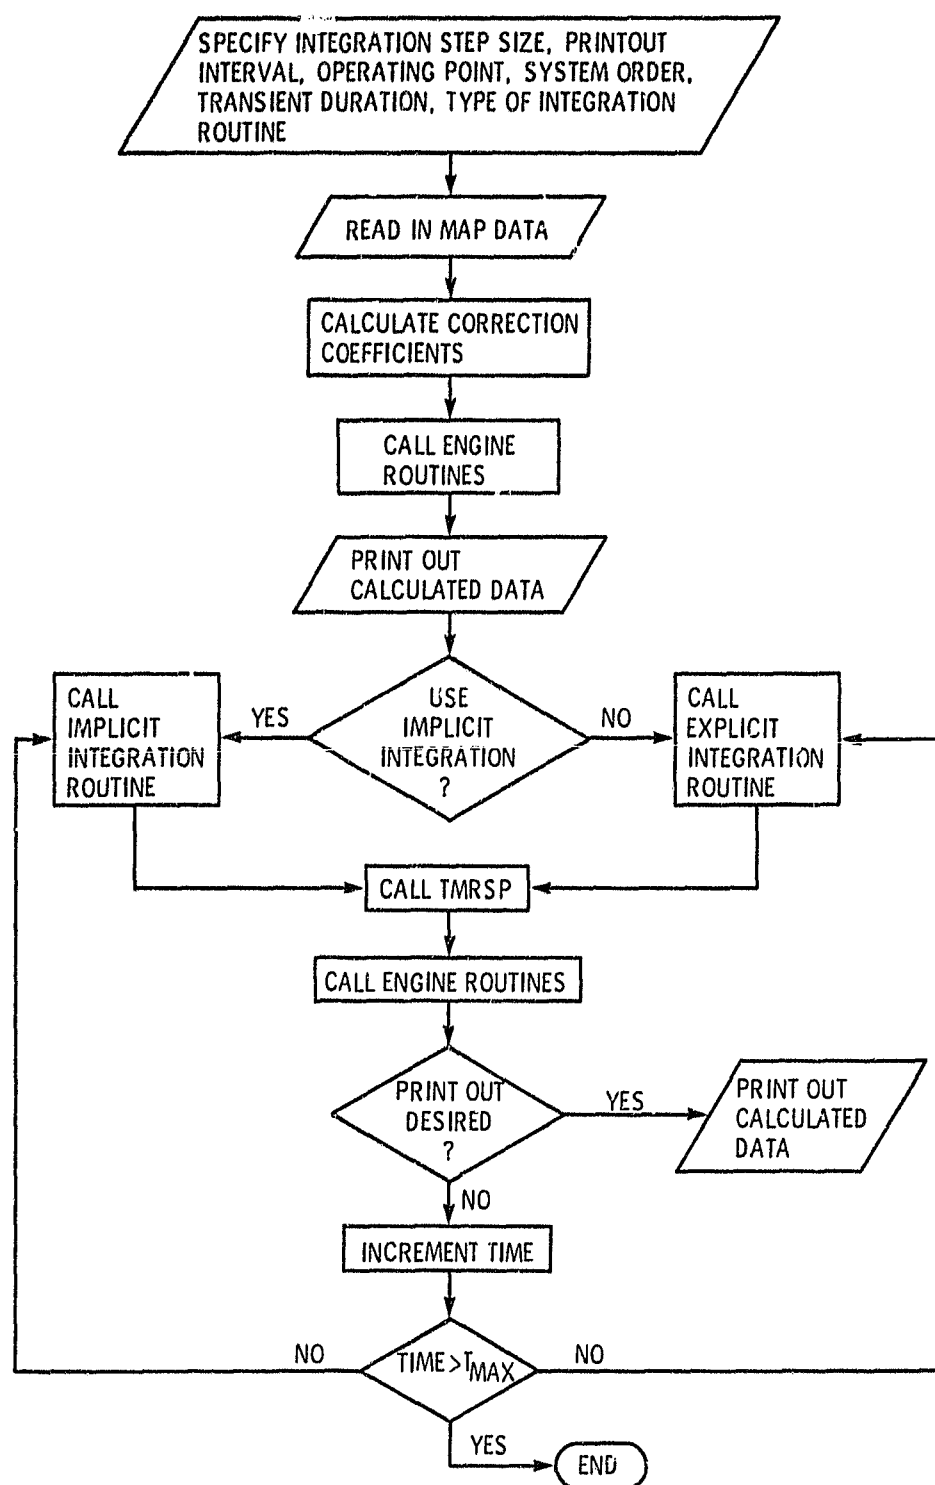 SPECIFY INTEGRATION STEP SIZE, PRINTOUT
INTERVAL, OPERATING POINT, SYSTEM ORDER,
TRANSIENT DURATION, TYPE OF INTEGRATION
ROUTINE
READ IN MAP DATA
CALCULATE CORRECTION
COEFFICIENTS
CALL ENGINE
ROUTINES
PRINT OUT
CALCULATED DATA
CALL
IMPLICIT
INTEGRATION
ROUTINE
YES
USE
IMPLICIT
INTEGRATION
?
NO
CALL
EXPLICIT
INTEGRATION
ROUTINE
CALL TMRSP
CALL ENGINE ROUTINES
PRINT OUT
DESIRED
?
YES
PRINT OUT
CALCULATED
DATA
NO
INCREMENT TIME
NO
TIME>TMAX
NO
YES
END